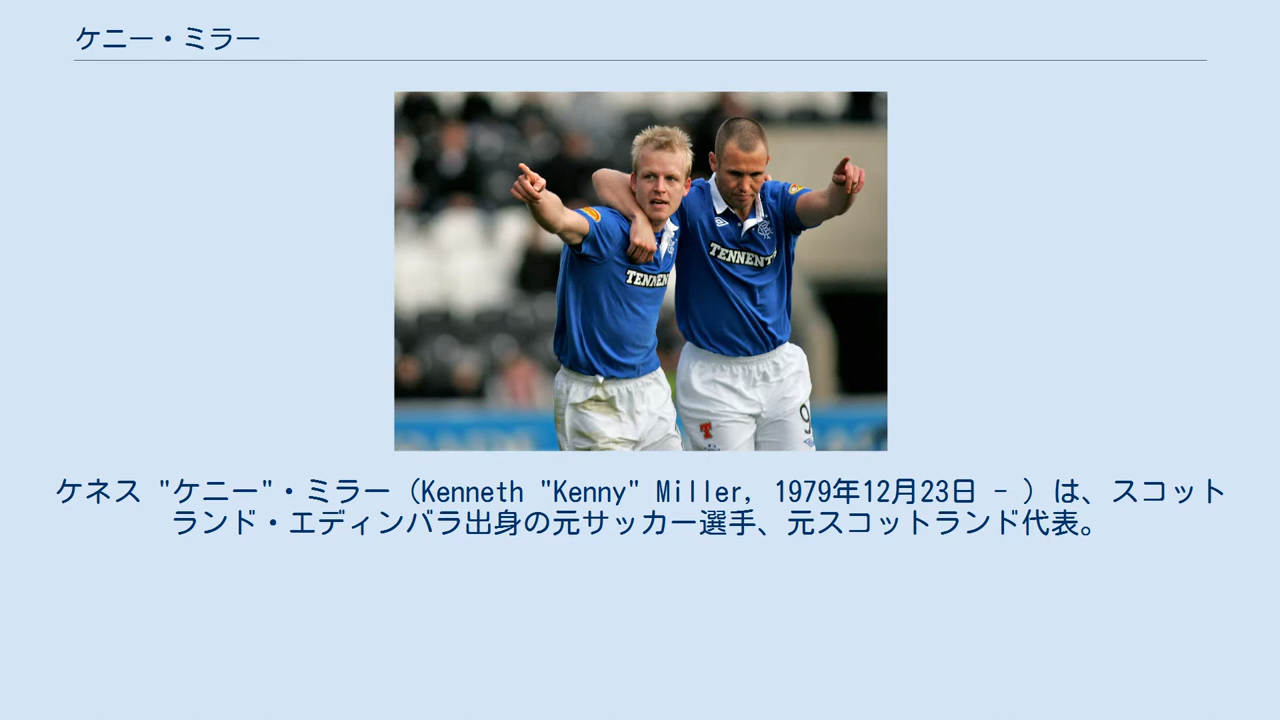 ケニー・ミラー
TENNENT'S
TENNENT'S
9
T
ケネス "ケニー"・ミラー（Kenneth "Kenny" Miller, 1979年12月23日 - ）は、スコット
ランド・エディンバラ出身の元サッカー選手、元スコットランド代表。